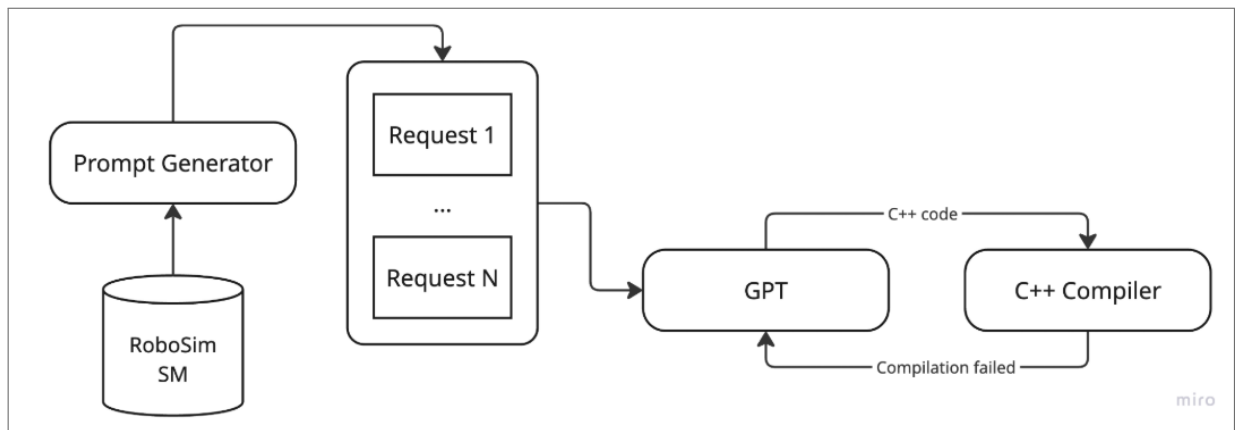 Prompt Generator
RoboSim
SM
Request 1
...
Request N
GPT
C++ code
C++ Compiler
Compilation failed
miro